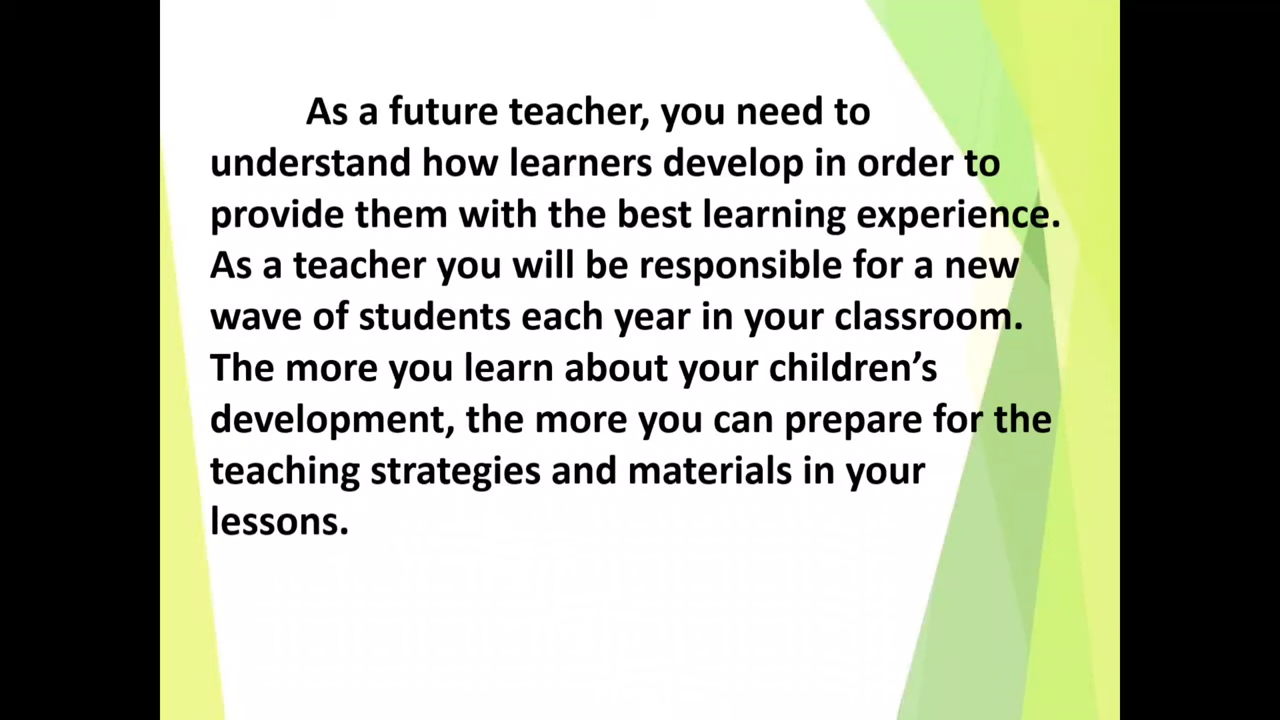 As a future teacher, you need to
understand how learners develop in order to
provide them with the best learning experience.
As a teacher you will be responsible for a new
wave of students each year in your classroom.
The more you learn about your children’s
development, the more you can prepare for the
teaching strategies and materials in your
lessons.